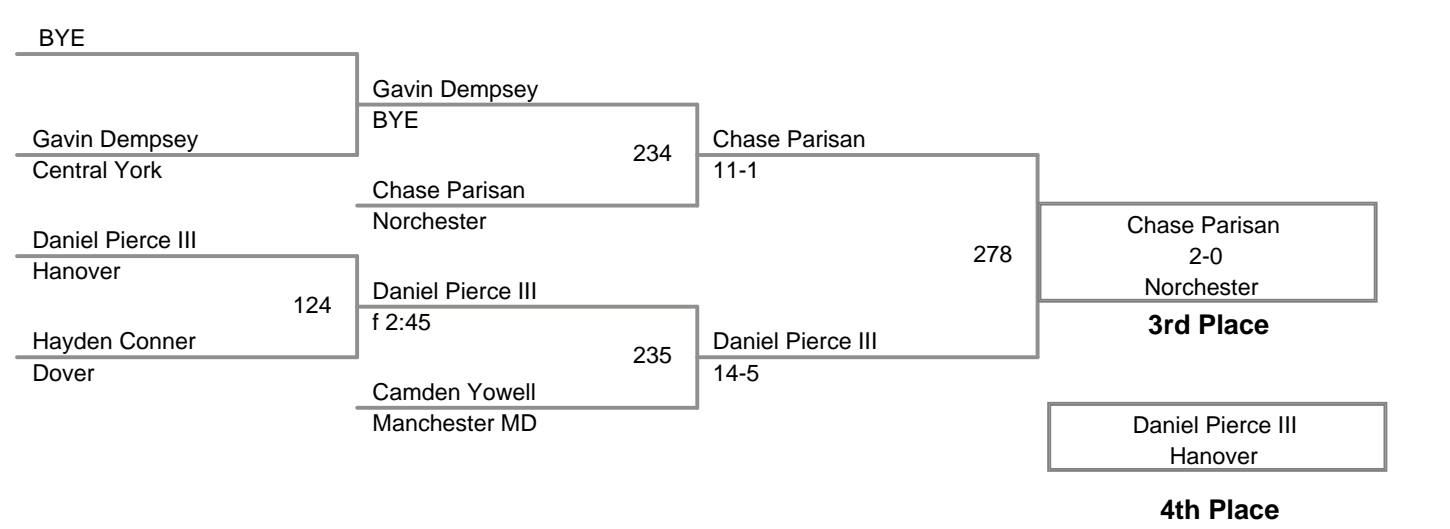 BYE
Gavin Dempsey
Central York
Daniel Pierce III
Hanover
124
Hayden Conner
Dover
Gavin Dempsey
BYE
234
Chase Parisan
Norchester
Daniel Pierce III
f 2:45
235
Camden Yowell
Manchester MD
Chase Parisan
11-1
278
Daniel Pierce III
14-5
Chase Parisan
2-0
Norchester
3rd Place
Daniel Pierce III
Hanover
4th Place